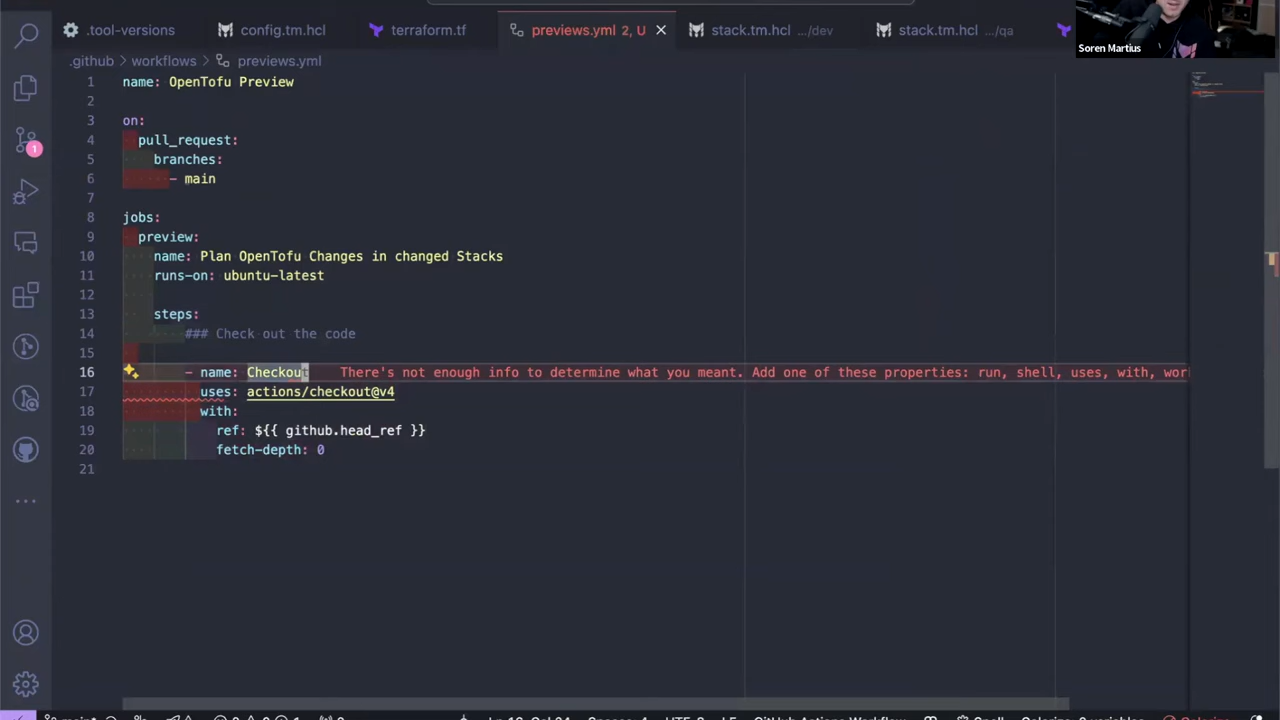 .tool-versions config.tm.hcl terraform.tf previews.yml 2, U stack.tm.hcl .../dev stack.tm.hcl .../qa
Soren Martius
.github > workflows > previews.yml
1 name: OpenTofu Preview
2
3 on:
4 pull_request:
5 branches:
6 - main
7
8 jobs:
9 preview:
10 name: Plan OpenTofu Changes in changed Stacks
11 runs-on: ubuntu-latest
12
13 steps:
14 ### Check out the code
15
16 - name: Checkout There's not enough info to determine what you meant. Add one of these properties: run, shell, uses, with,
17 uses: actions/checkout@v4
18 with:
19 ref: ${{ github.head_ref }}
20 fetch-depth: 0
21
1